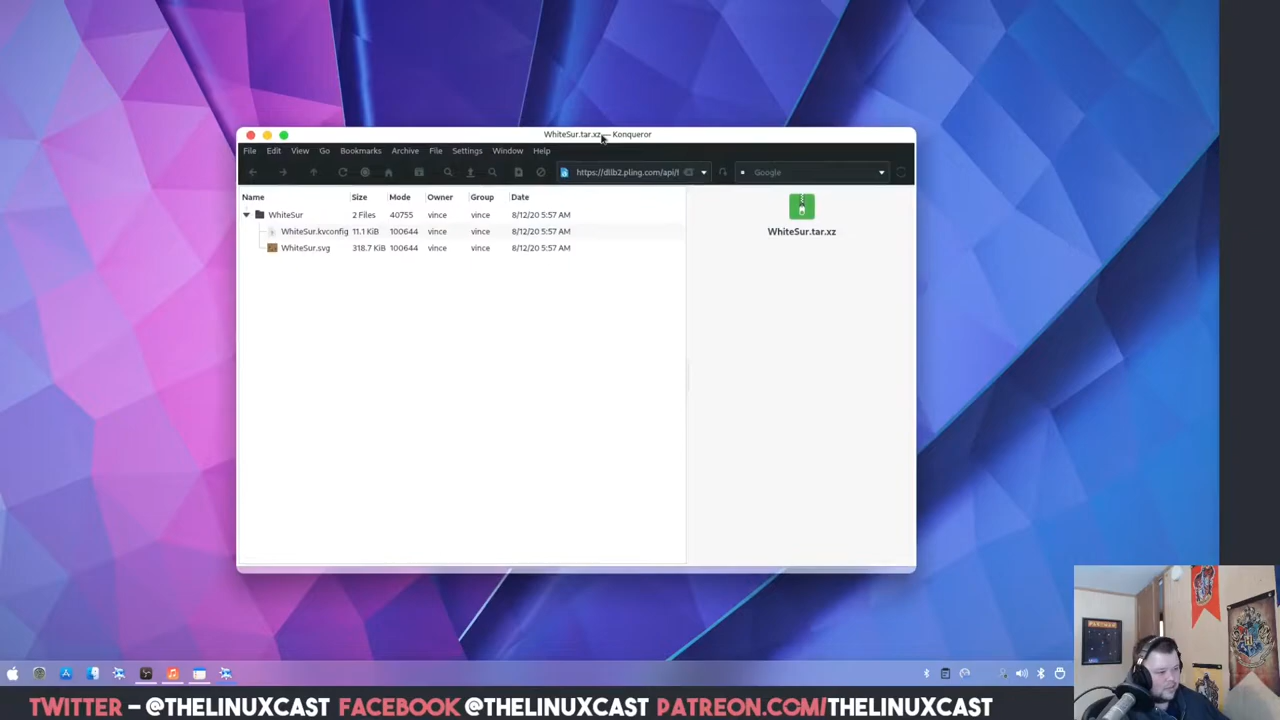 WhiteSur.tar.xz — Konqueror
File Edit View Go Bookmarks Archive File Settings Window Help
https://dllb2.pling.com/api/f
Google
Name Size Mode Owner Group Date
WhiteSur 2 Files 40755 vince vince 8/12/20 5:57 AM
WhiteSur.kvconfig 11.1 KiB 100644 vince vince 8/12/20 5:57 AM
WhiteSur.svg 318.7 KiB 100644 vince vince 8/12/20 5:57 AM
WhiteSur.tar.xz
TWITTER – @THELINUXCAST FACEBOOK @THELINUXCAST PATREON.COM/THELINUXCAST